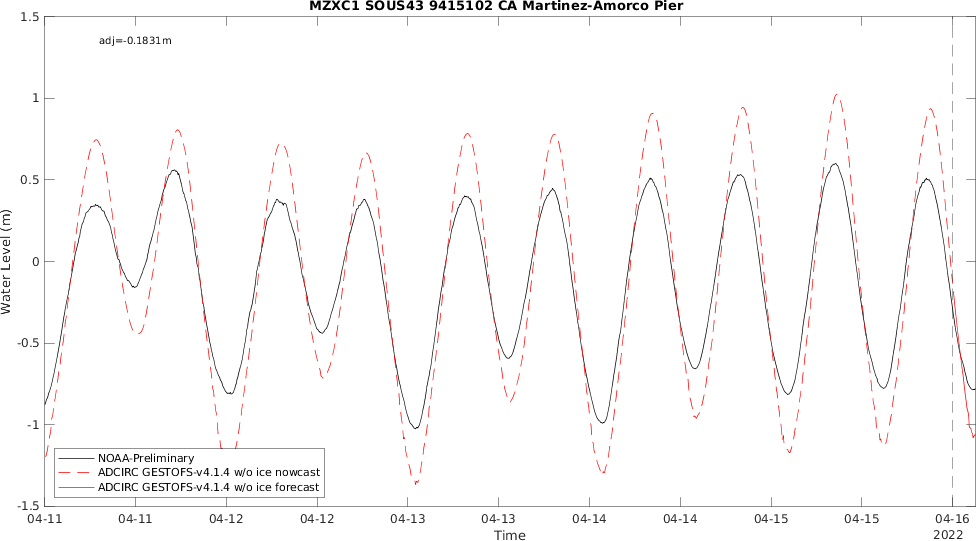 MZXC1 SOUS43 9415102 CA Martinez-Amorco Pier
adj=-0.1831m
1.5
1
0.5
0
-0.5
-1
-1.5
Water Level (m)
NOAA-Preliminary
ADCIRC GESTOFS-v4.1.4 w/o ice nowcast
ADCIRC GESTOFS-v4.1.4 w/o ice forecast
04-11 04-11 04-12 04-12 04-13 04-13 04-14 04-14 04-15 04-15 04-16
Time
2022